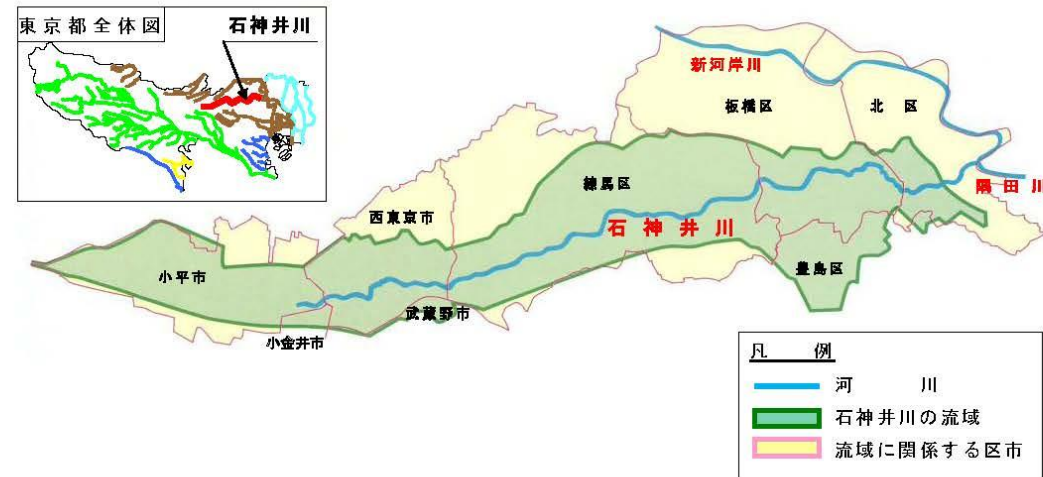 東京都全体図
石神井川
新河岸川
板橋区
北区
練馬区
隅田川
西東京市
石神井川
小平市
豊島区
武蔵野市
小金井市
凡例
河川
石神井川の流域
流域に関係する区市